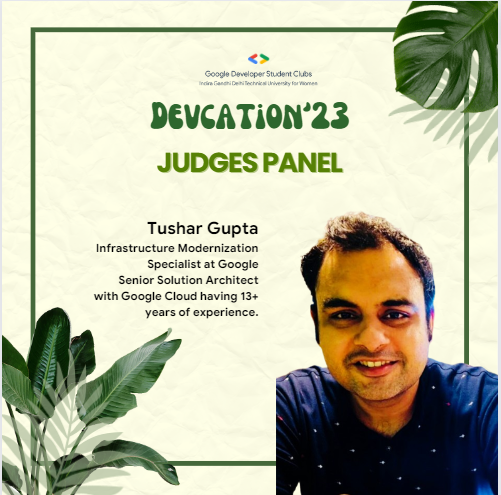 Google Developer Student Clubs
Indira Gandhi Delhi Technical University for Women
DEVCATION'23
JUDGES PANEL
Tushar Gupta
Infrastructure Modernization
Specialist at Google
Senior Solution Architect
with Google Cloud having 13+
years of experience.